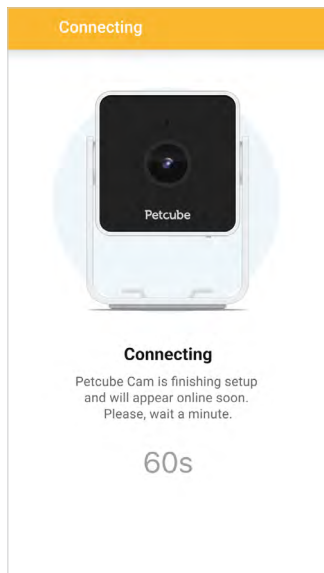 Connecting
Petcube
Connecting
Petcube Cam is finishing setup
and will appear online soon.
Please, wait a minute.
60s